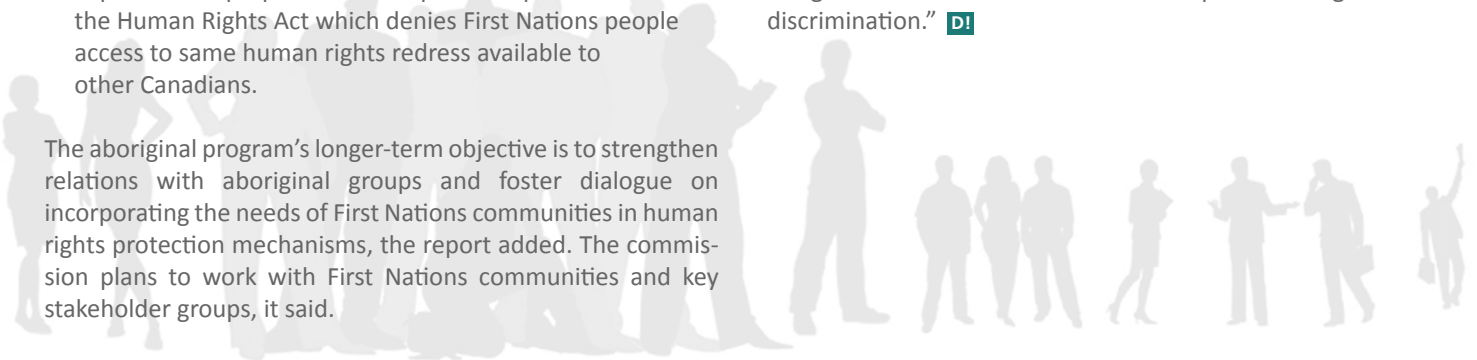 the Human Rights Act which denies First Nations people
access to same human rights redress available to
other Canadians.
The aboriginal program’s longer-term objective is to strengthen
relations with aboriginal groups and foster dialogue on
incorporating the needs of First Nations communities in human
rights protection mechanisms, the report added. The commis-
sion plans to work with First Nations communities and key
stakeholder groups, it said.
discrimination.” D!